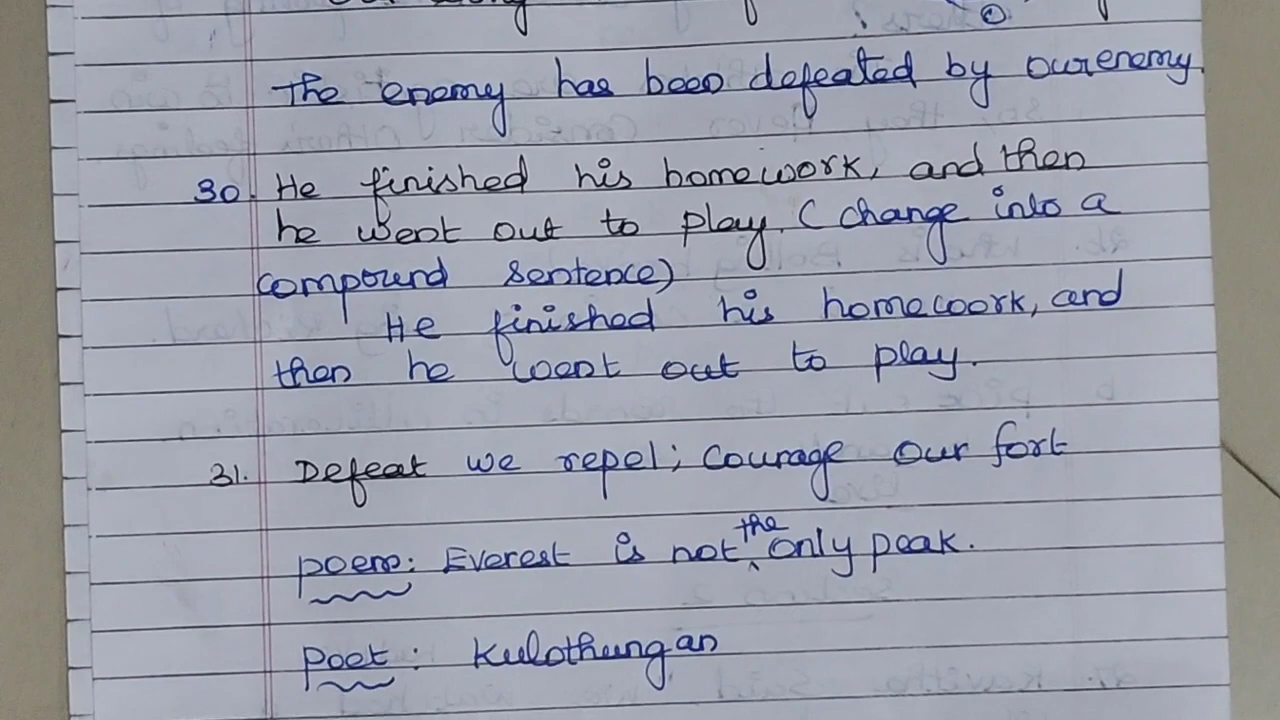 the enemy has been defeated by our enemy
30. He finished his homework, and then
he went out to play. (change into a
compound sentence)
He finished his homework, and
then he went out to play.
31. Defeat we repel; courage our fort
poem: Everest is not the only peak.
Poet: Kulothungan